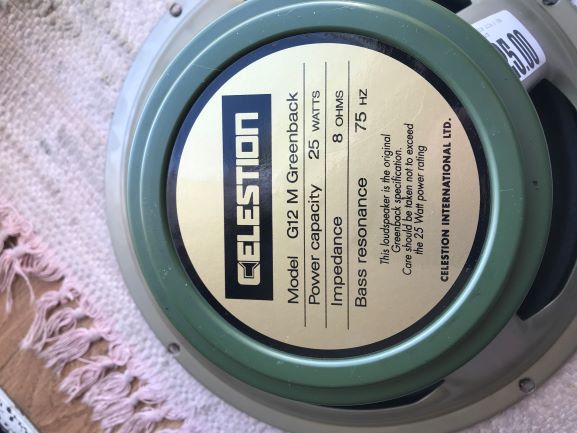 CELESTION
Model G12 M Greenback
Power capacity 25 WATTS
Impedance 8 OHMS
Bass resonance 75 HZ
This loudspeaker is the original
Greenback specification.
Care should be taken not to exceed
the 25 Watt power rating
CELESTION INTERNATIONAL LTD.